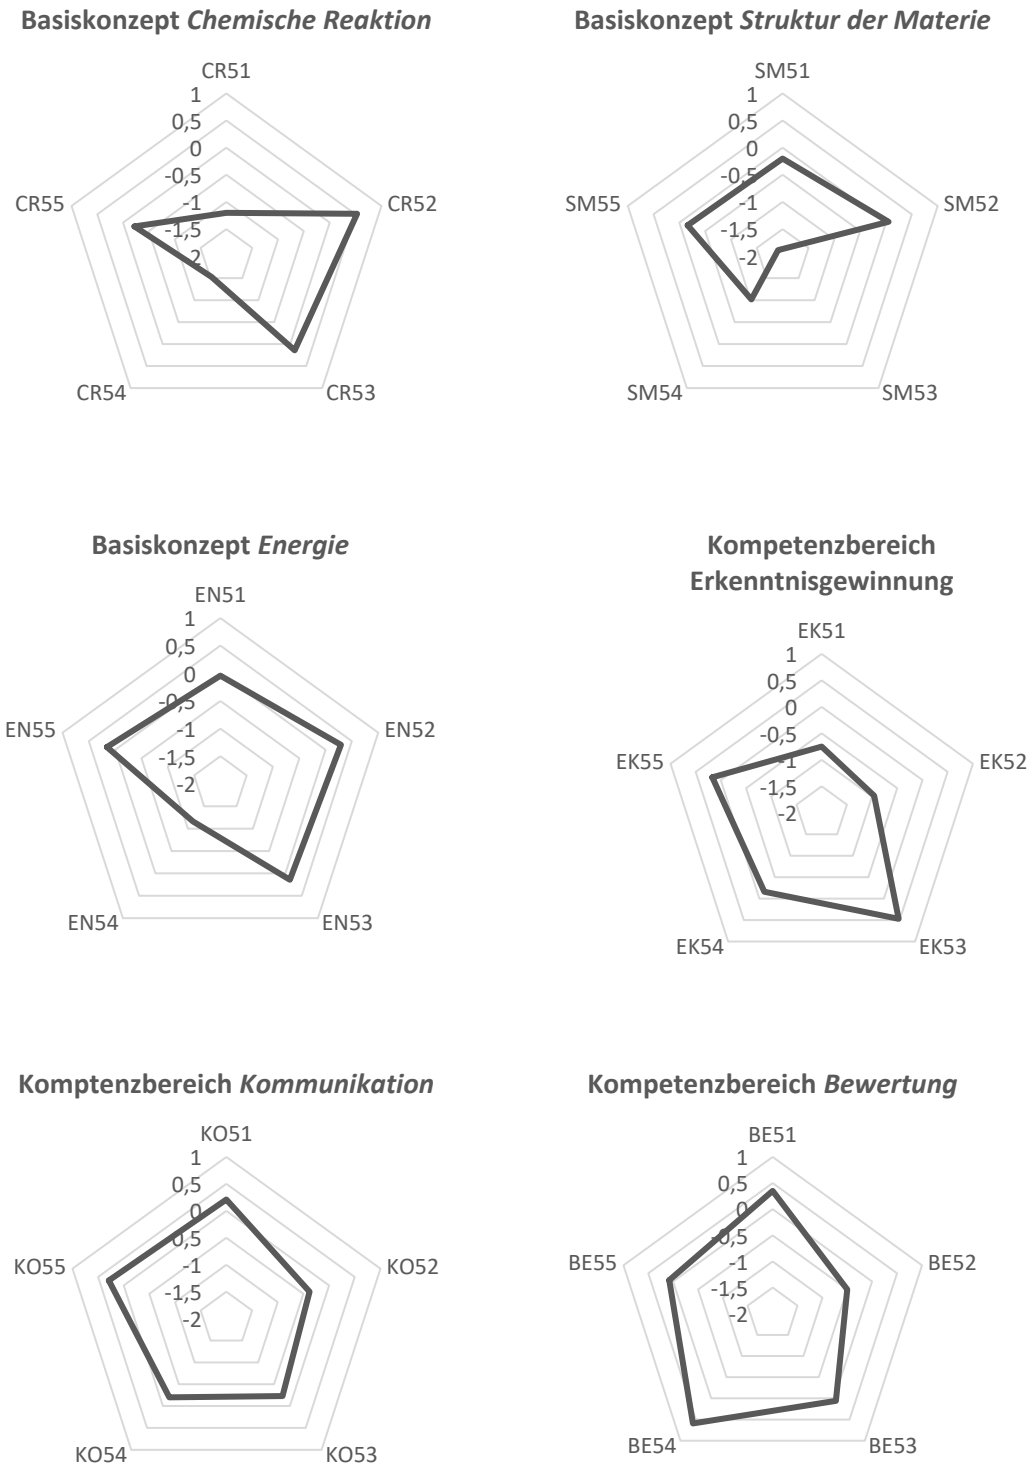 Basiskonzept Chemische Reaktion
CR51
1
0,5
0
-0,5
-1
-1,5
-2
CR52
CR53
CR54
CR55
Basiskonzept Struktur der Materie
SM51
1
0,5
0
-0,5
-1
-1,5
-2
SM52
SM53
SM54
SM55
Basiskonzept Energie
EN51
1
0,5
0
-0,5
-1
-1,5
-2
EN52
EN53
EN54
EN55
Kompetenzbereich
Erkenntnisgewinnung
EK51
1
0,5
0
-0,5
-1
-1,5
-2
EK52
EK53
EK54
EK55
Komptenzbereich Kommunikation
KO51
1
0,5
0
-0,5
-1
-1,5
-2
KO52
KO53
KO54
KO55
Kompetenzbereich Bewertung
BE51
1
0,5
0
-0,5
-1
-1,5
-2
BE52
BE53
BE54
BE55